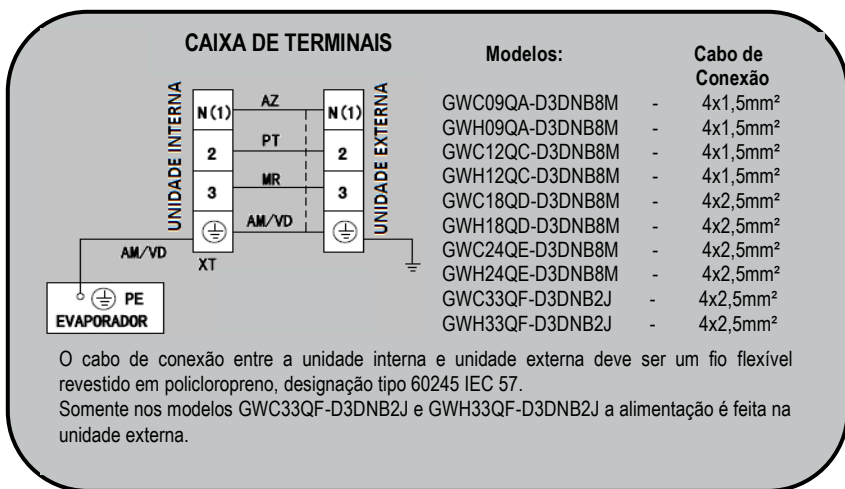 CAIXA DE TERMINAIS
UNIDADE INTERNA
N(1) AZ N(1)
2 PT 2
3 MR 3
AM/VD
UNIDADE EXTERNA
AM/VD
XT
PE
EVAPORADOR
Modelos: Cabo de
Conexão
GWC09QA-D3DNB8M - 4x1,5mm²
GWH09QA-D3DNB8M - 4x1,5mm²
GWC12QC-D3DNB8M - 4x1,5mm²
GWH12QC-D3DNB8M - 4x1,5mm²
GWC18QD-D3DNB8M - 4x2,5mm²
GWH18QD-D3DNB8M - 4x2,5mm²
GWC24QE-D3DNB8M - 4x2,5mm²
GWH24QE-D3DNB8M - 4x2,5mm²
GWC33QF-D3DNB2J - 4x2,5mm²
GWH33QF-D3DNB2J - 4x2,5mm²
O cabo de conexão entre a unidade interna e unidade externa deve ser um fio flexível
revestido em policloropreno, designação tipo 60245 IEC 57.
Somente nos modelos GWC33QF-D3DNB2J e GWH33QF-D3DNB2J a alimentação é feita na
unidade externa.